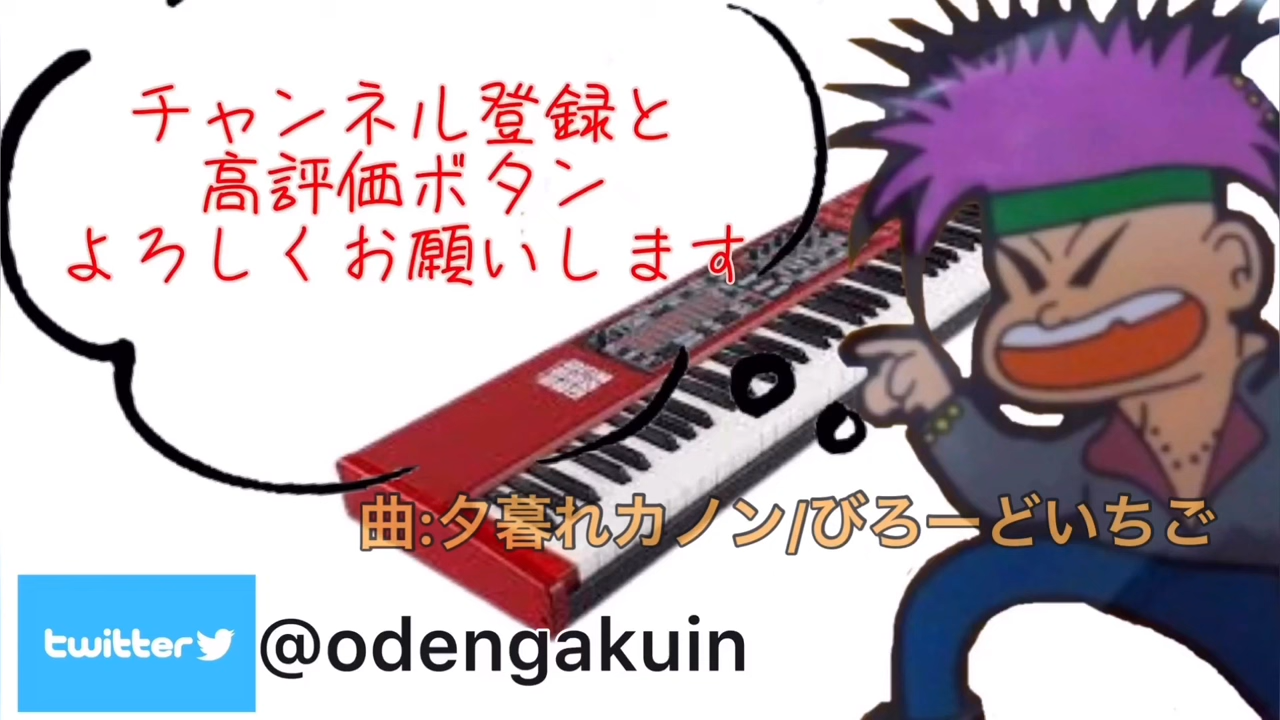 チャンネル登録と
高評価ボタン
よろしくお願いします
曲:夕暮れカノン/びろーどいちご
twitter
@odengakuin